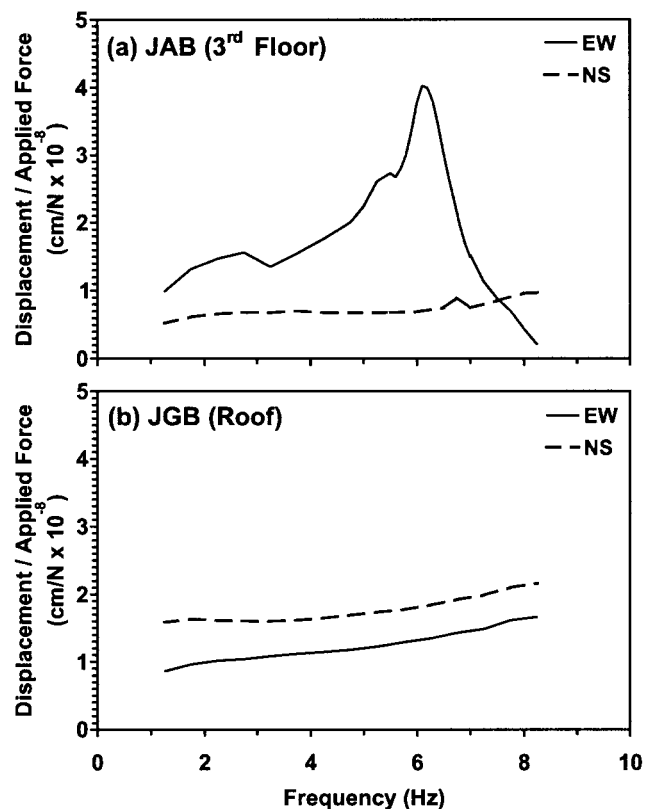 5
(a) JAB (3rd Floor)
EW
NS
4
3
2
1
0
Displacement / Applied Force
(cm/N x 10-8)
5
(b) JGB (Roof)
EW
NS
4
3
2
1
0
Displacement / Applied Force
(cm/N x 10-8)
0 2 4 6 8 10
Frequency (Hz)